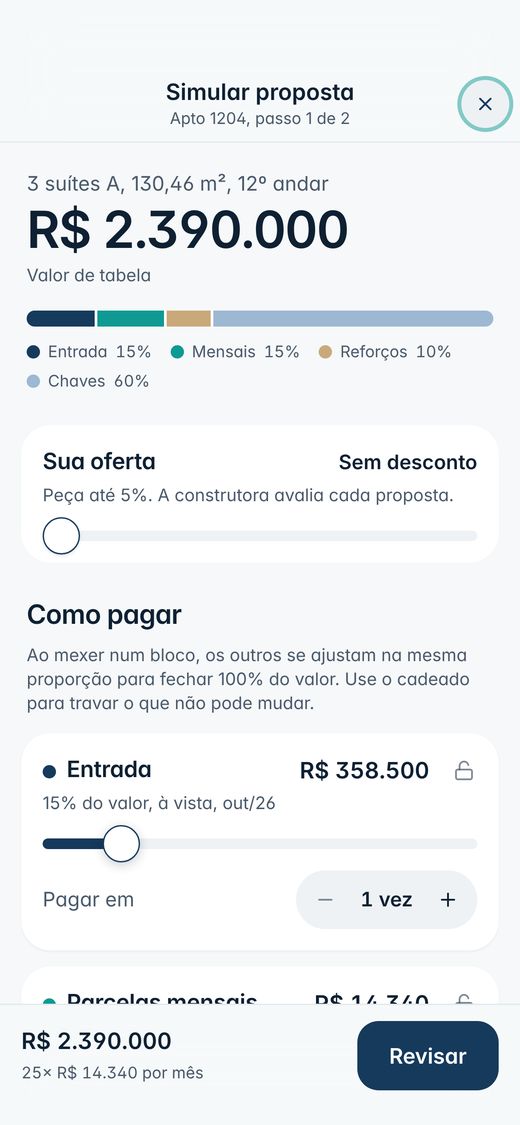 Simular proposta
Apto 1204, passo 1 de 2
3 suítes A, 130,46 m², 12º andar
R$ 2.390.000
Valor de tabela
Entrada 15% Mensais 15% Reforços 10%
Chaves 60%
Sua oferta Sem desconto
Peça até 5%. A construtora avalia cada proposta.
Como pagar
Ao mexer num bloco, os outros se ajustam na mesma
proporção para fechar 100% do valor. Use o cadeado
para travar o que não pode mudar.
Entrada R$ 358.500
15% do valor, à vista, out/26
Pagar em − 1 vez +
Parcelas mensais R$ 14.340
R$ 2.390.000
25× R$ 14.340 por mês
Revisar